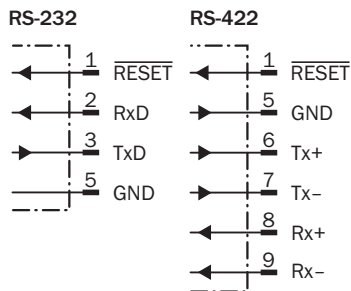 RS-232
1 RESET
2 RxD
3 TxD
5 GND
RS-422
1 RESET
5 GND
6 Tx+
7 Tx–
8 Rx+
9 Rx–